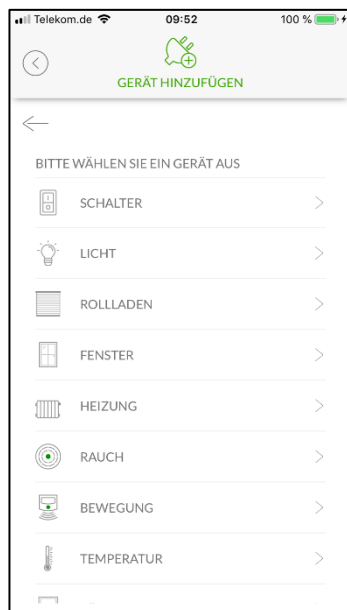 Telekom.de 09:52 100 %
GERÄT HINZUFÜGEN
BITTE WÄHLEN SIE EIN GERÄT AUS
SCHALTER
LICHT
ROLLLADEN
FENSTER
HEIZUNG
RAUCH
BEWEGUNG
TEMPERATUR